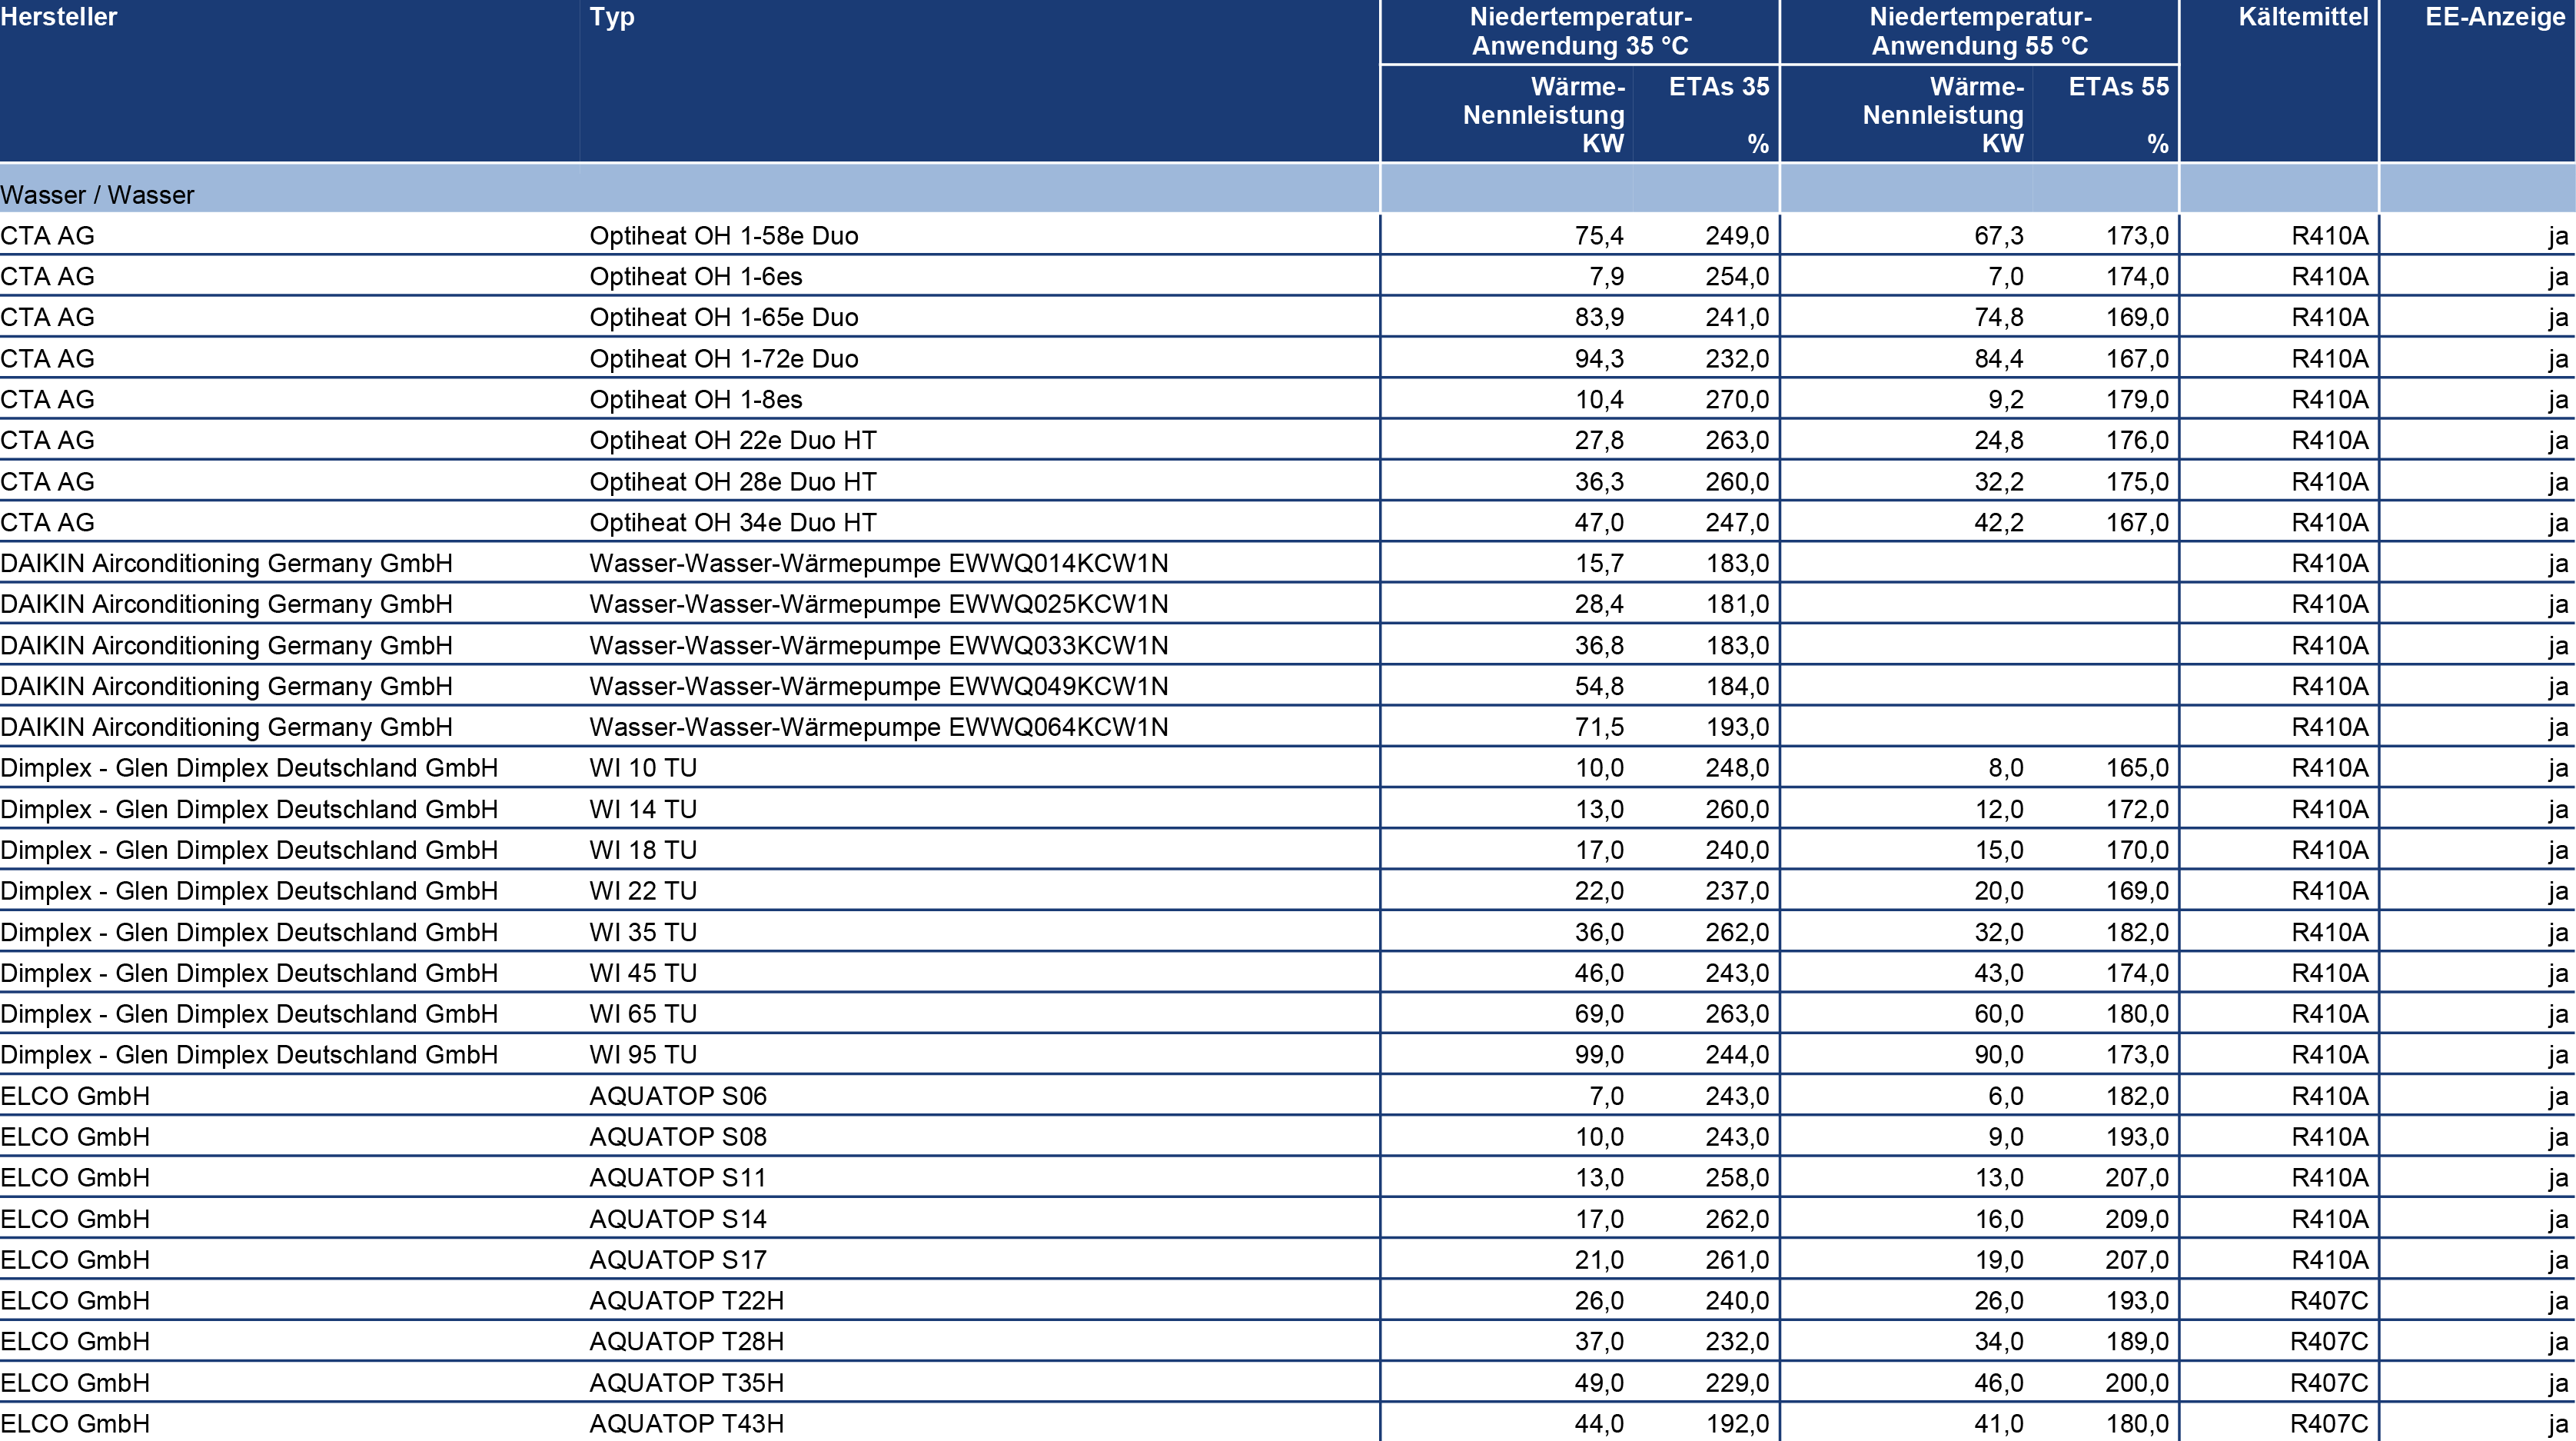 Hersteller Typ Niedertemperatur- Niedertemperatur- Kältemittel EE-Anzeige
Anwendung 35 °C Anwendung 55 °C
Wärme- ETAs 35 Wärme- ETAs 55
Nennleistung Nennleistung
KW % KW %
Wasser / Wasser
CTA AG Optiheat OH 1-58e Duo 75,4 249,0 67,3 173,0 R410A ja
CTA AG Optiheat OH 1-6es 7,9 254,0 7,0 174,0 R410A ja
CTA AG Optiheat OH 1-65e Duo 83,9 241,0 74,8 169,0 R410A ja
CTA AG Optiheat OH 1-72e Duo 94,3 232,0 84,4 167,0 R410A ja
CTA AG Optiheat OH 1-8es 10,4 270,0 9,2 179,0 R410A ja
CTA AG Optiheat OH 22e Duo HT 27,8 263,0 24,8 176,0 R410A ja
CTA AG Optiheat OH 28e Duo HT 36,3 260,0 32,2 175,0 R410A ja
CTA AG Optiheat OH 34e Duo HT 47,0 247,0 42,2 167,0 R410A ja
DAIKIN Airconditioning Germany GmbH Wasser-Wasser-Wärmepumpe EWWQ014KCW1N 15,7 183,0 R410A ja
DAIKIN Airconditioning Germany GmbH Wasser-Wasser-Wärmepumpe EWWQ025KCW1N 28,4 181,0 R410A ja
DAIKIN Airconditioning Germany GmbH Wasser-Wasser-Wärmepumpe EWWQ033KCW1N 36,8 183,0 R410A ja
DAIKIN Airconditioning Germany GmbH Wasser-Wasser-Wärmepumpe EWWQ049KCW1N 54,8 184,0 R410A ja
DAIKIN Airconditioning Germany GmbH Wasser-Wasser-Wärmepumpe EWWQ064KCW1N 71,5 193,0 R410A ja
Dimplex - Glen Dimplex Deutschland GmbH WI 10 TU 10,0 248,0 8,0 165,0 R410A ja
Dimplex - Glen Dimplex Deutschland GmbH WI 14 TU 13,0 260,0 12,0 172,0 R410A ja
Dimplex - Glen Dimplex Deutschland GmbH WI 18 TU 17,0 240,0 15,0 170,0 R410A ja
Dimplex - Glen Dimplex Deutschland GmbH WI 22 TU 22,0 237,0 20,0 169,0 R410A ja
Dimplex - Glen Dimplex Deutschland GmbH WI 35 TU 36,0 262,0 32,0 182,0 R410A ja
Dimplex - Glen Dimplex Deutschland GmbH WI 45 TU 46,0 243,0 43,0 174,0 R410A ja
Dimplex - Glen Dimplex Deutschland GmbH WI 65 TU 69,0 263,0 60,0 180,0 R410A ja
Dimplex - Glen Dimplex Deutschland GmbH WI 95 TU 99,0 244,0 90,0 173,0 R410A ja
ELCO GmbH AQUATOP S06 7,0 243,0 6,0 182,0 R410A ja
ELCO GmbH AQUATOP S08 10,0 243,0 9,0 193,0 R410A ja
ELCO GmbH AQUATOP S11 13,0 258,0 13,0 207,0 R410A ja
ELCO GmbH AQUATOP S14 17,0 262,0 16,0 209,0 R410A ja
ELCO GmbH AQUATOP S17 21,0 261,0 19,0 207,0 R410A ja
ELCO GmbH AQUATOP T22H 26,0 240,0 26,0 193,0 R407C ja
ELCO GmbH AQUATOP T28H 37,0 232,0 34,0 189,0 R407C ja
ELCO GmbH AQUATOP T35H 49,0 229,0 46,0 200,0 R407C ja
ELCO GmbH AQUATOP T43H 44,0 192,0 41,0 180,0 R407C ja